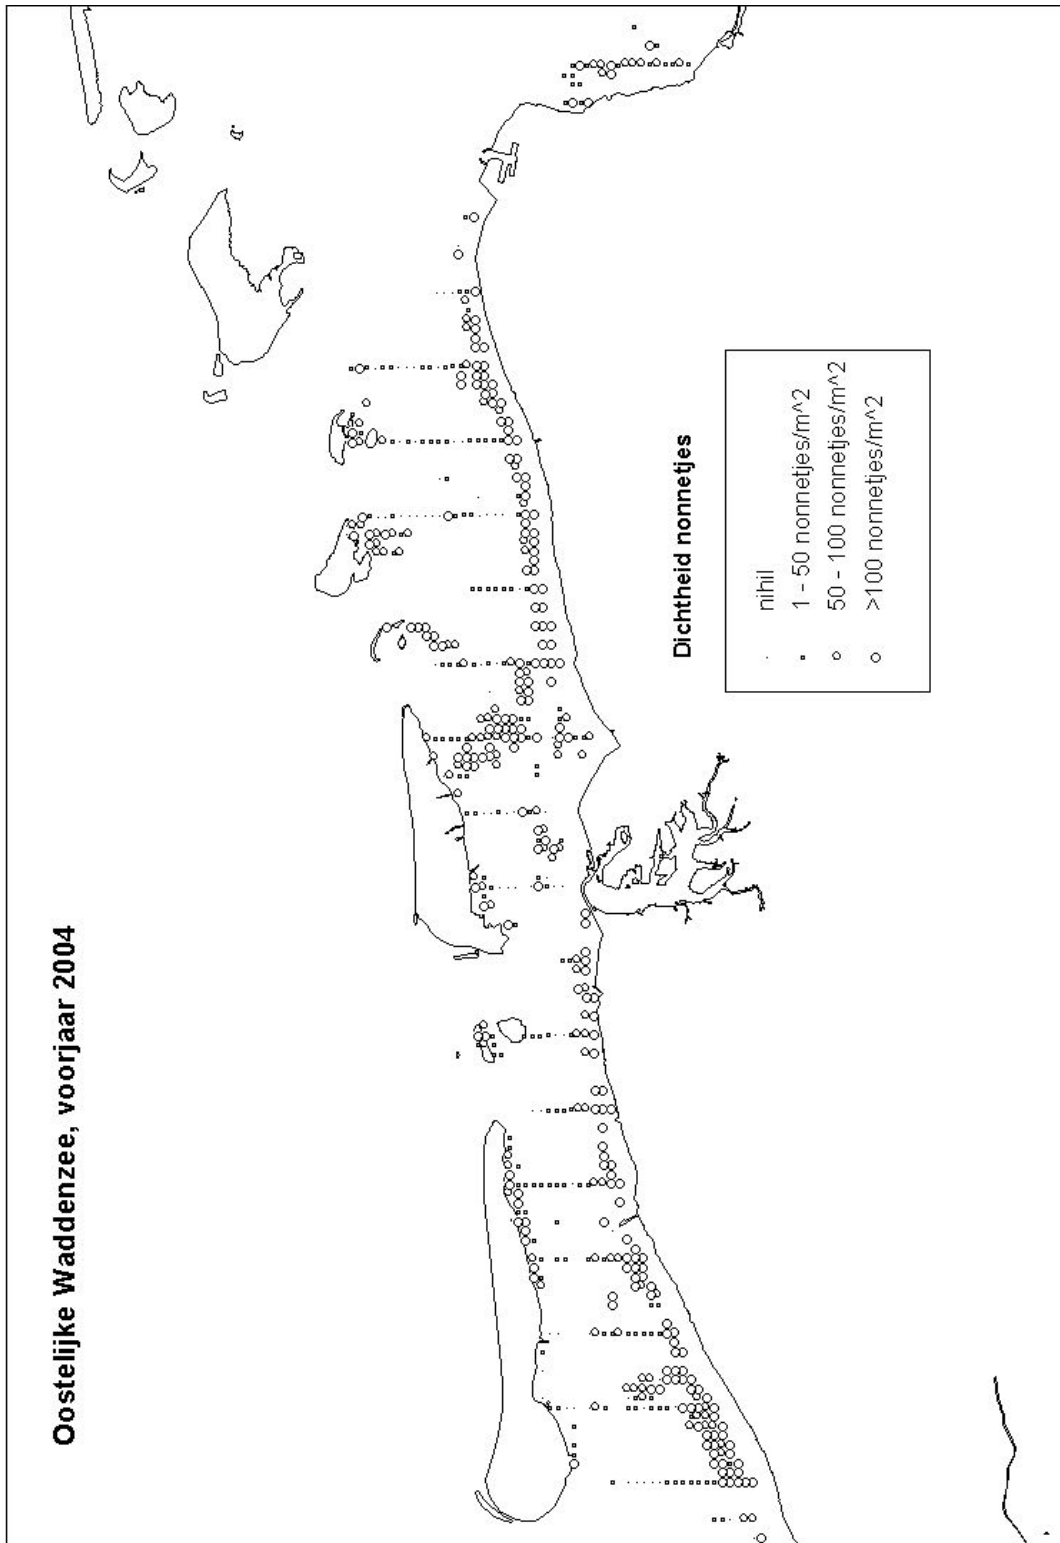 Oostelijke Waddenzee, voorjaar 2004
Dichtheid nonnetjes
nihil
1 - 50 nonnetjes/m^2
50 - 100 nonnetjes/m^2
>100 nonnetjes/m^2